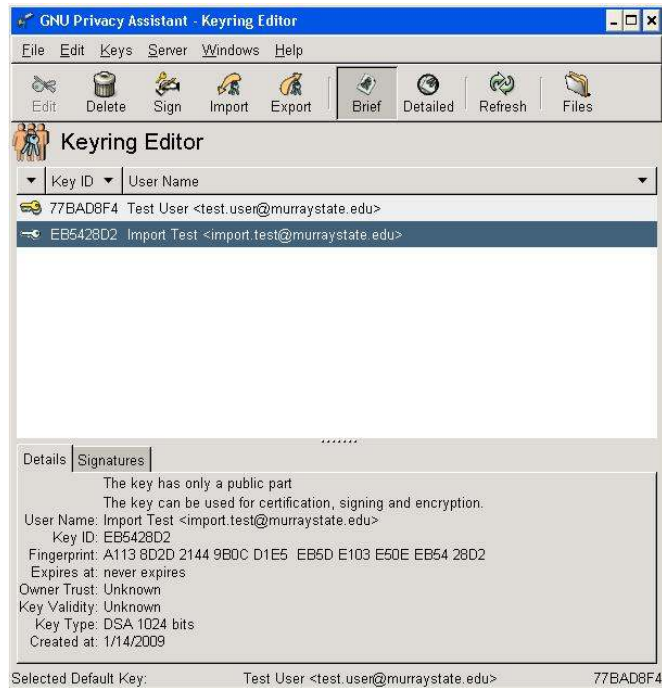 GNU Privacy Assistant - Keyring Editor
File Edit Keys Server Windows Help
Edit Delete Sign Import Export Brief Detailed Refresh Files
Keyring Editor
Key ID User Name
77BAD8F4 Test User <test.user@murraystate.edu>
EB5428D2 Import Test <import.test@murraystate.edu>
Details Signatures
The key has only a public part
The key can be used for certification, signing and encryption.
User Name: Import Test <import.test@murraystate.edu>
Key ID: EB5428D2
Fingerprint: A113 8D2D 2144 9B0C D1E5 EB5D E103 E50E EB54 28D2
Expires at: never expires
Owner Trust: Unknown
Key Validity: Unknown
Key Type: DSA 1024 bits
Created at: 1/14/2009
Selected Default Key: Test User <test.user@murraystate.edu> 77BAD8F4